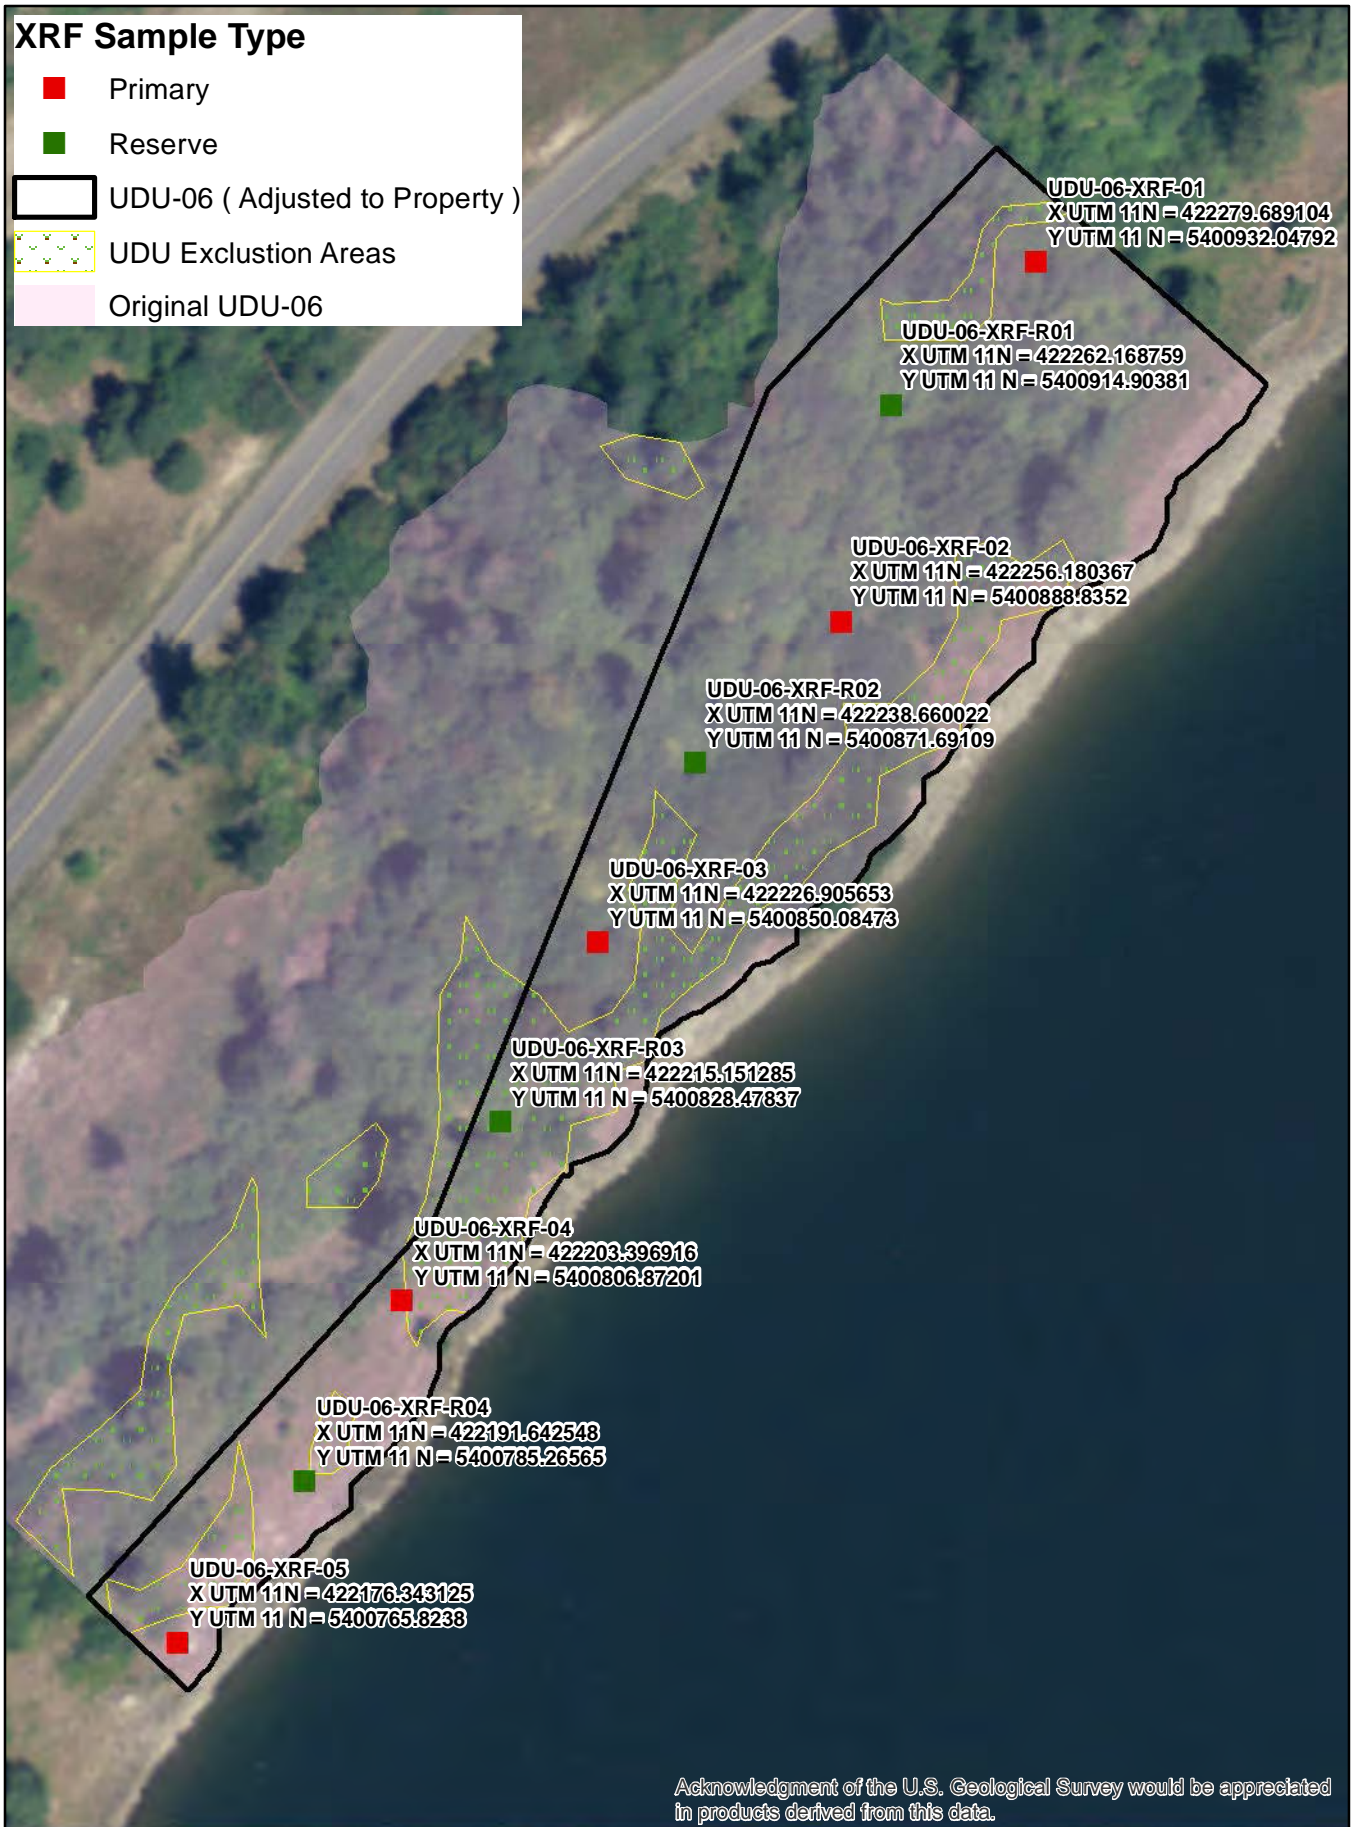 XRF Sample Type
Primary
Reserve
UDU-06 ( Adjusted to Property )
UDU Exclustion Areas
Original UDU-06
UDU-06-XRF-01
X UTM 11N = 422279.689104
Y UTM 11 N = 5400932.04792
UDU-06-XRF-R01
X UTM 11N = 422262.168759
Y UTM 11 N = 5400914.90381
UDU-06-XRF-02
X UTM 11N = 422256.180367
Y UTM 11 N = 5400888.8352
UDU-06-XRF-R02
X UTM 11N = 422238.660022
Y UTM 11 N = 5400871.69109
UDU-06-XRF-03
X UTM 11N = 422226.905653
Y UTM 11 N = 5400850.08473
UDU-06-XRF-R03
X UTM 11N = 422215.151285
Y UTM 11 N = 5400828.47837
UDU-06-XRF-04
X UTM 11N = 422203.396916
Y UTM 11 N = 5400806.87201
UDU-06-XRF-R04
X UTM 11N = 422191.642548
Y UTM 11 N = 5400785.26565
UDU-06-XRF-05
X UTM 11N = 422176.343125
Y UTM 11 N = 5400765.8238
Acknowledgment of the U.S. Geological Survey would be appreciated
in products derived from this data.